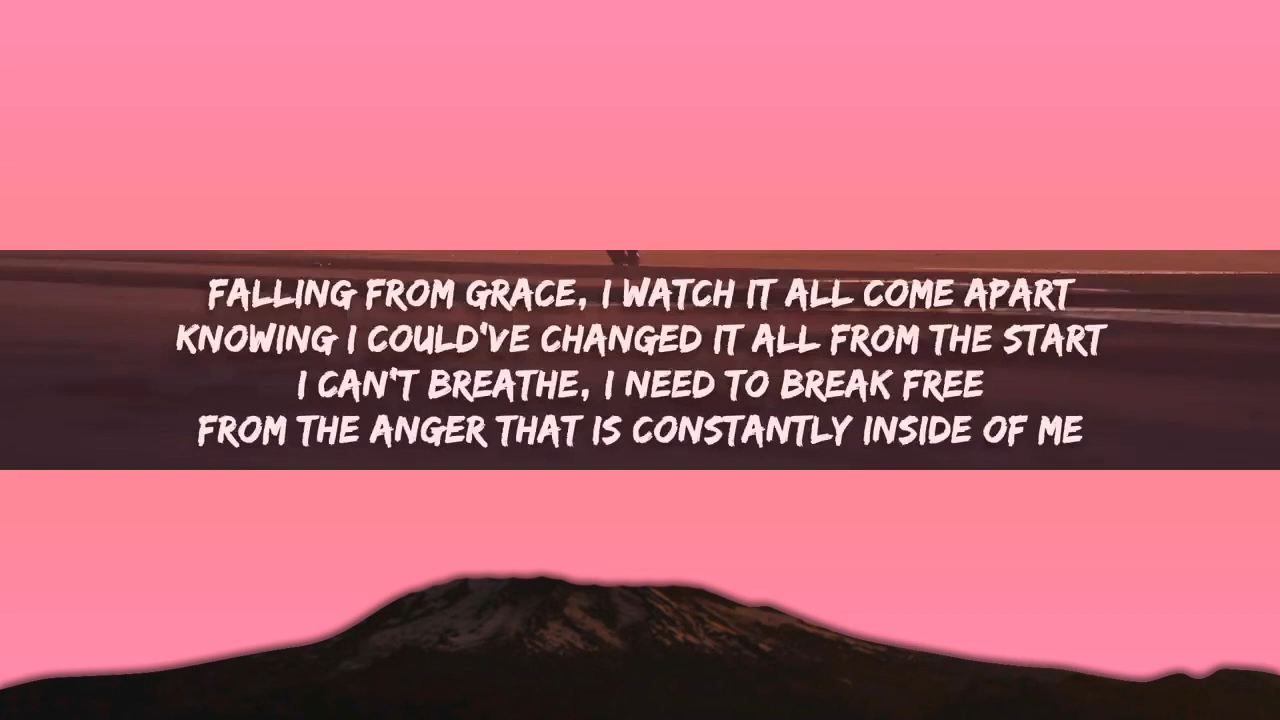 FALLING FROM GRACE, I WATCH IT ALL COME APART
KNOWING I COULD'VE CHANGED IT ALL FROM THE START
I CAN'T BREATHE, I NEED TO BREAK FREE
FROM THE ANGER THAT IS CONSTANTLY INSIDE OF ME